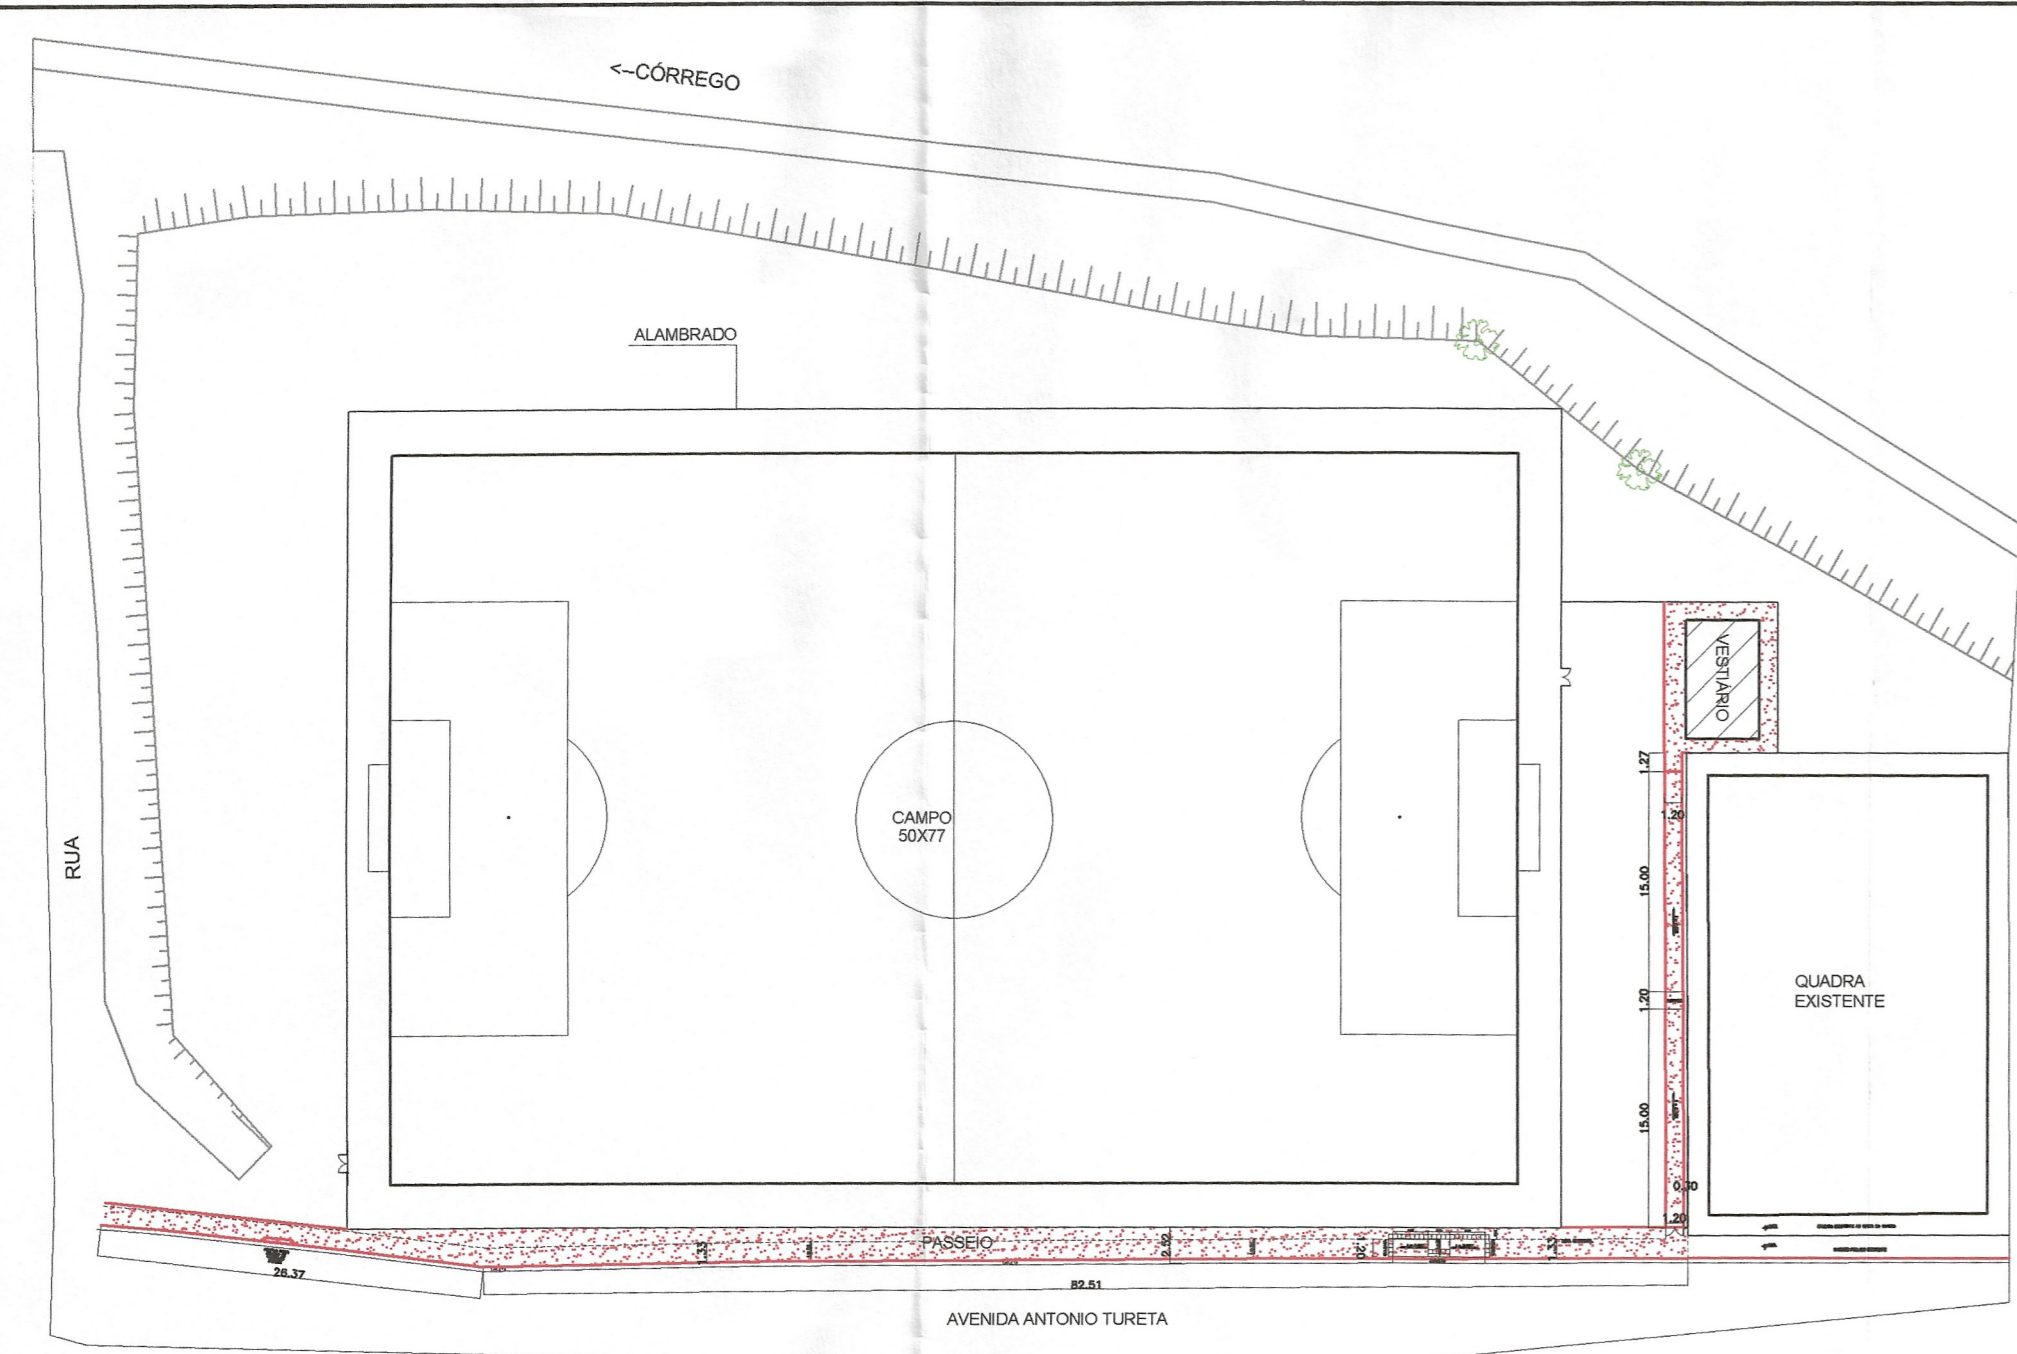 <--CÓRREGO
ALAMBRADO
VESTIÁRIO
1.27
1.20
CAMPO
50X77
RUA
15.00
QUADRA
EXISTENTE
1.20
15.00
0.30
1.20
PASSEIO
1.33
2.52
1.20
1.33
26.37
82.51
AVENIDA ANTONIO TURETA